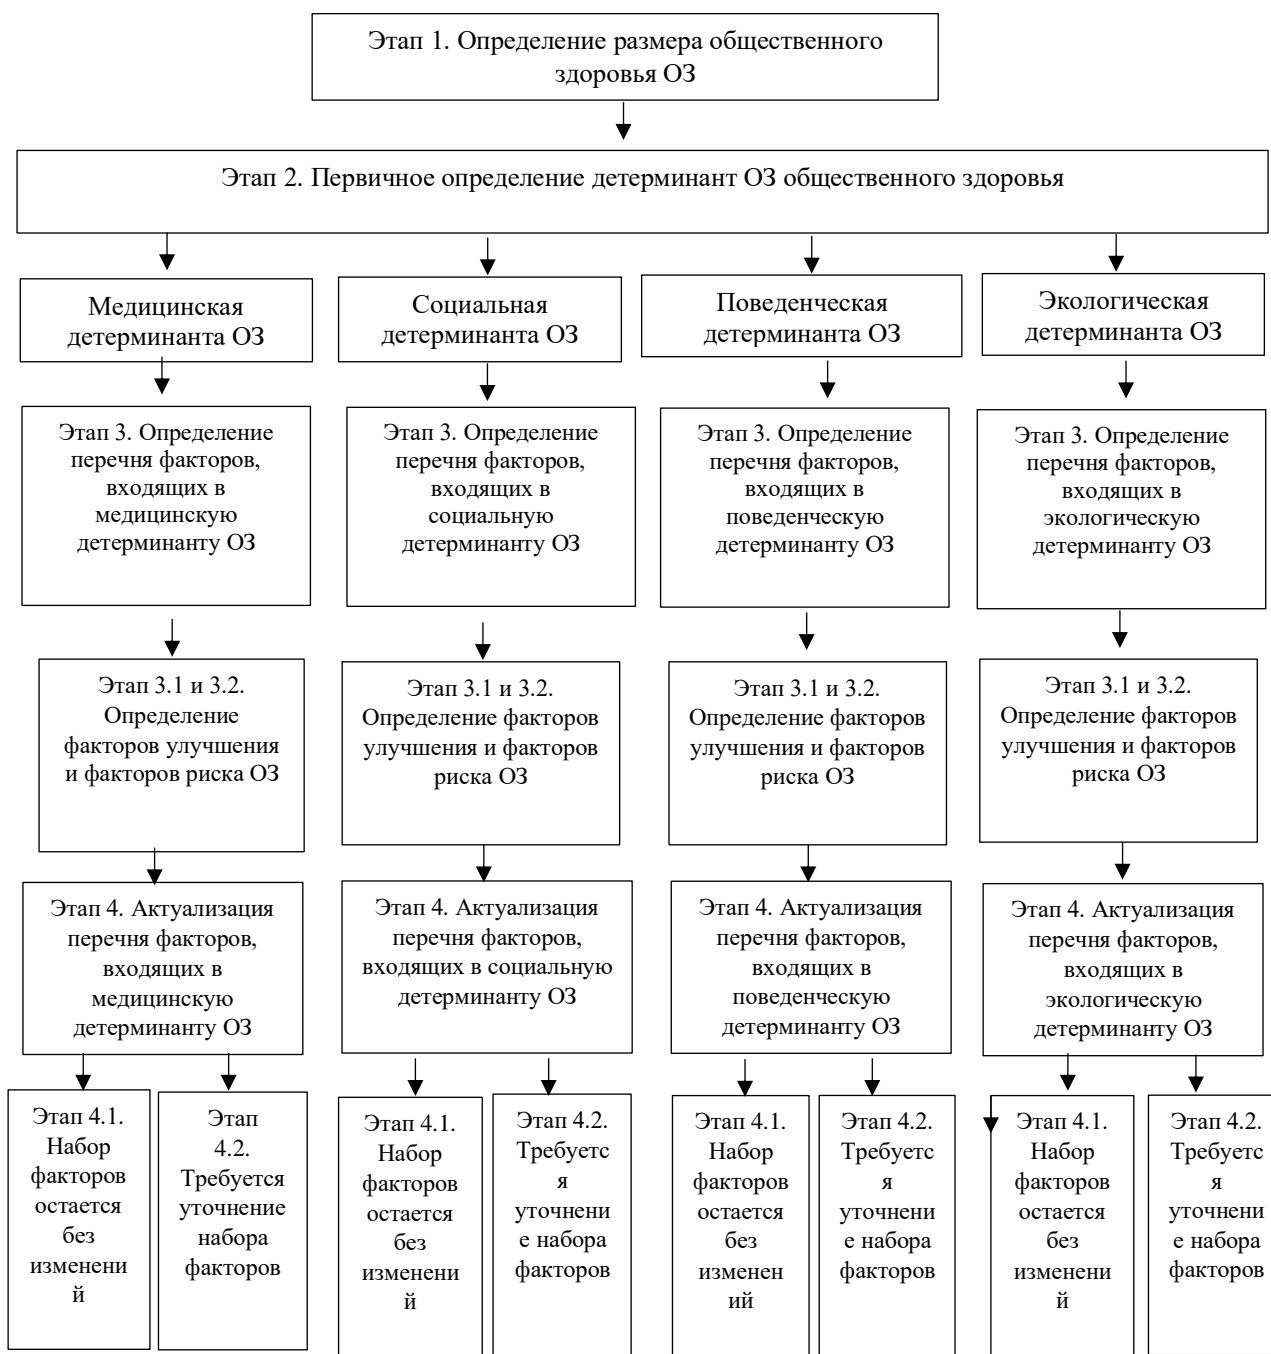 Этап 1. Определение размера общественного
здоровья ОЗ
Этап 2. Первичное определение детерминант ОЗ общественного здоровья
Медицинская
детерминанта ОЗ
Социальная
детерминанта ОЗ
Поведенческая
детерминанта ОЗ
Экологическая
детерминанта ОЗ
Этап 3. Определение
перечня факторов,
входящих в
медицинскую
детерминанту ОЗ
Этап 3. Определение
перечня факторов,
входящих в
социальную
детерминанту ОЗ
Этап 3. Определение
перечня факторов,
входящих в
поведенческую
детерминанту ОЗ
Этап 3. Определение
перечня факторов,
входящих в
экологическую
детерминанту ОЗ
Этап 3.1 и 3.2.
Определение
факторов улучшения
и факторов риска ОЗ
Этап 3.1 и 3.2.
Определение факторов
улучшения и факторов
риска ОЗ
Этап 3.1 и 3.2.
Определение факторов
улучшения и факторов
риска ОЗ
Этап 3.1 и 3.2.
Определение факторов
улучшения и факторов
риска ОЗ
Этап 4. Актуализация
перечня факторов,
входящих в
медицинскую
детерминанту ОЗ
Этап 4. Актуализация
перечня факторов,
входящих в социальную
детерминанту ОЗ
Этап 4. Актуализация
перечня факторов,
входящих в
поведенческую
детерминанту ОЗ
Этап 4. Актуализация
перечня факторов,
входящих в
экологическую
детерминанту ОЗ
Этап 4.1.
Набор
факторов
остается
без
изменени
й
Этап
4.2.
Требуется
уточнение
набора
факторов
Этап 4.1.
Набор
факторов
остается
без
изменени
й
Этап 4.2.
Требуетс
я
уточнени
е набора
факторов
Этап 4.1.
Набор
факторов
остается
без
изменен
ий
Этап 4.2.
Требуетс
я
уточнени
е набора
факторов
Этап 4.1.
Набор
факторов
остается
без
изменени
й
Этап 4.2.
Требуетс
я
уточнени
е набора
факторов